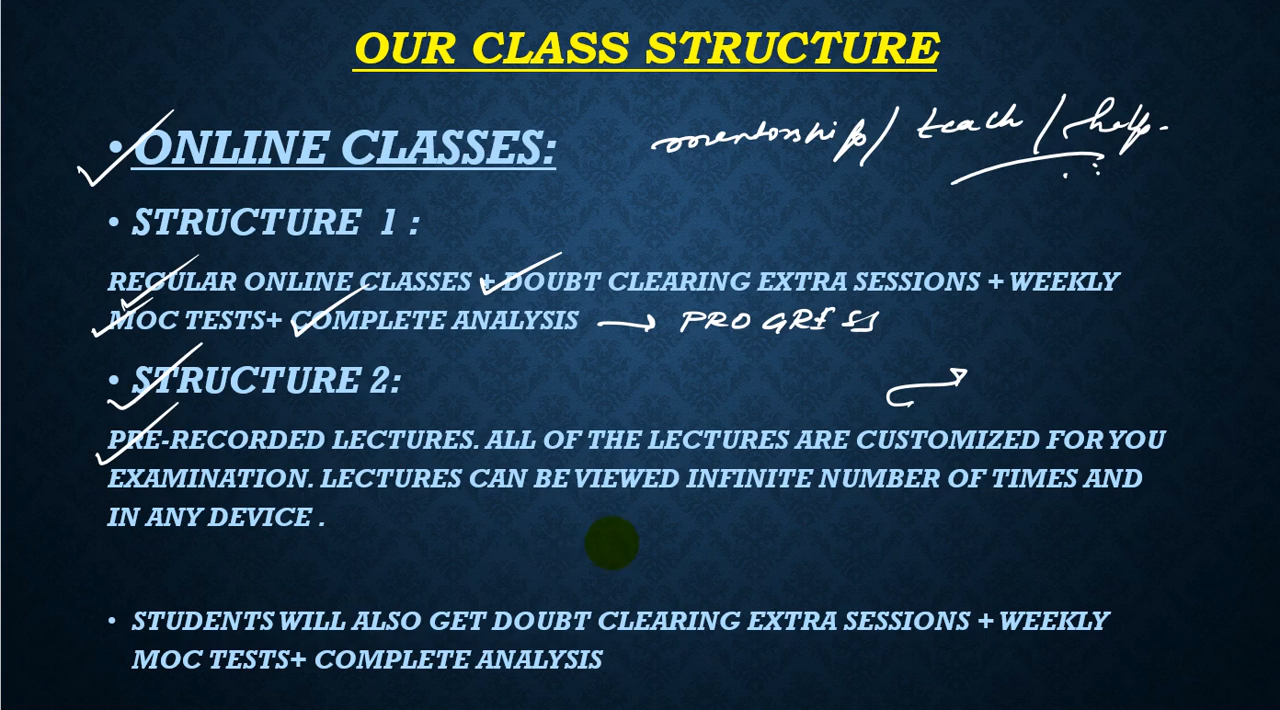 OUR CLASS STRUCTURE
• ONLINE CLASSES:
mentorship / teach / help.
• STRUCTURE 1 :
REGULAR ONLINE CLASSES + DOUBT CLEARING EXTRA SESSIONS + WEEKLY
MOC TESTS+ COMPLETE ANALYSIS → PROGRESS
• STRUCTURE 2:
PRE-RECORDED LECTURES. ALL OF THE LECTURES ARE CUSTOMIZED FOR YOU
EXAMINATION. LECTURES CAN BE VIEWED INFINITE NUMBER OF TIMES AND
IN ANY DEVICE .
• STUDENTS WILL ALSO GET DOUBT CLEARING EXTRA SESSIONS + WEEKLY
MOC TESTS+ COMPLETE ANALYSIS